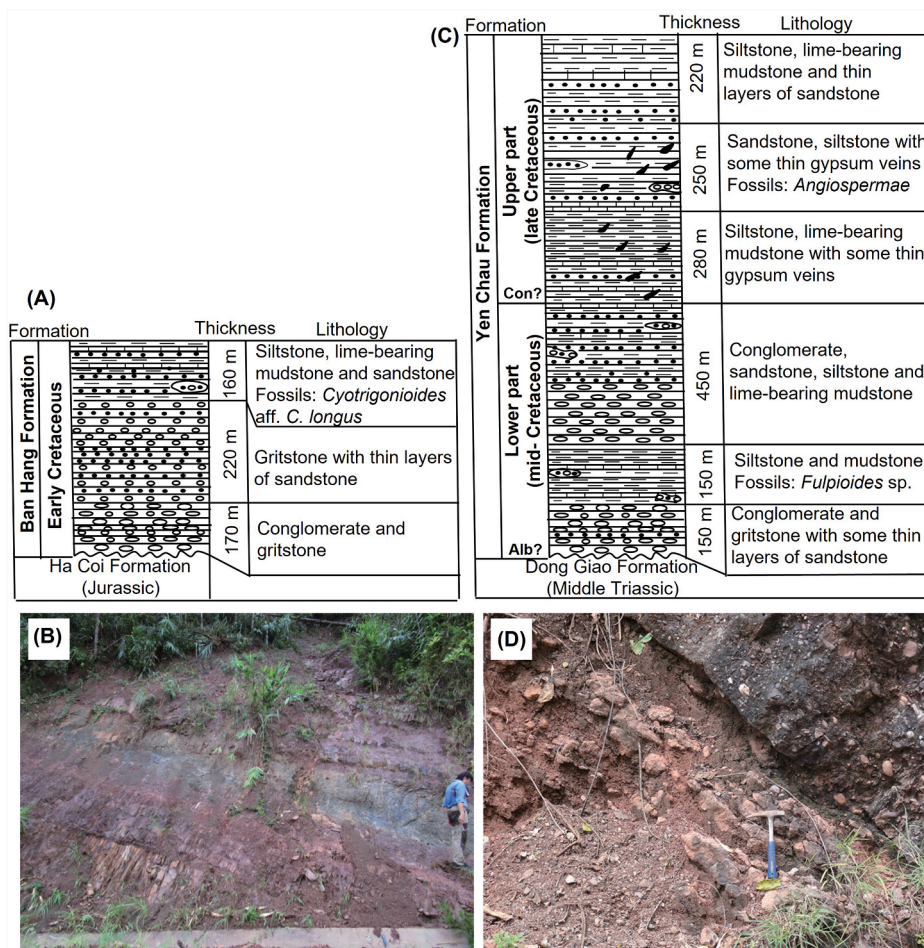 (A)
Formation Thickness Lithology
Ban Hang Formation
Early Cretaceous
160 m
Siltstone, lime-bearing
mudstone and sandstone
Fossils: Cyotrigonioides
aff. C. longus
220 m
Gritstone with thin layers
of sandstone
170 m
Conglomerate and
gritstone
Ha Coi Formation
(Jurassic)
(B)
(C)
Formation Thickness Lithology
Yen Chau Formation
Upper part
(late Cretaceous)
220 m
Siltstone, lime-bearing
mudstone and thin
layers of sandstone
250 m
Sandstone, siltstone with
some thin gypsum veins
Fossils: Angiospermae
280 m
Siltstone, lime-bearing
mudstone with some thin
gypsum veins
Con?
Lower part
(mid- Cretaceous)
450 m
Conglomerate,
sandstone, siltstone and
lime-bearing mudstone
150 m
Siltstone and mudstone
Fossils: Fulpioides sp.
150 m
Conglomerate and
gritstone with some thin
layers of sandstone
Alb?
Dong Giao Formation
(Middle Triassic)
(D)